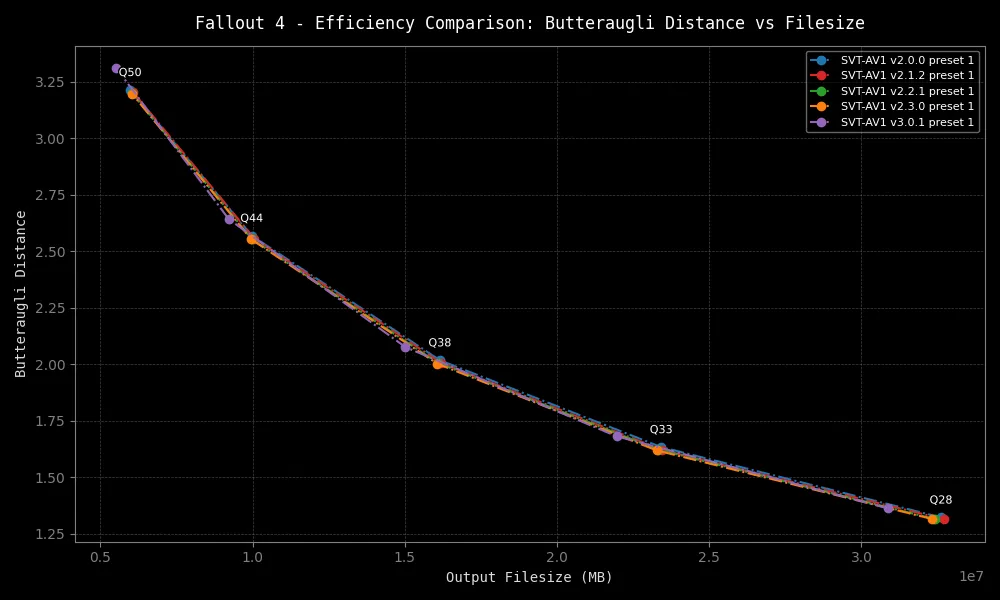 Fallout 4 - Efficiency Comparison: Butteraugli Distance vs Filesize
SVT-AV1 v2.0.0 preset 1
SVT-AV1 v2.1.2 preset 1
SVT-AV1 v2.2.1 preset 1
SVT-AV1 v2.3.0 preset 1
SVT-AV1 v3.0.1 preset 1
Butteraugli Distance
3.25
3.00
2.75
2.50
2.25
2.00
1.75
1.50
1.25
Q50
Q44
Q38
Q33
Q28
0.5 1.0 1.5 2.0 2.5 3.0
1e7
Output Filesize (MB)